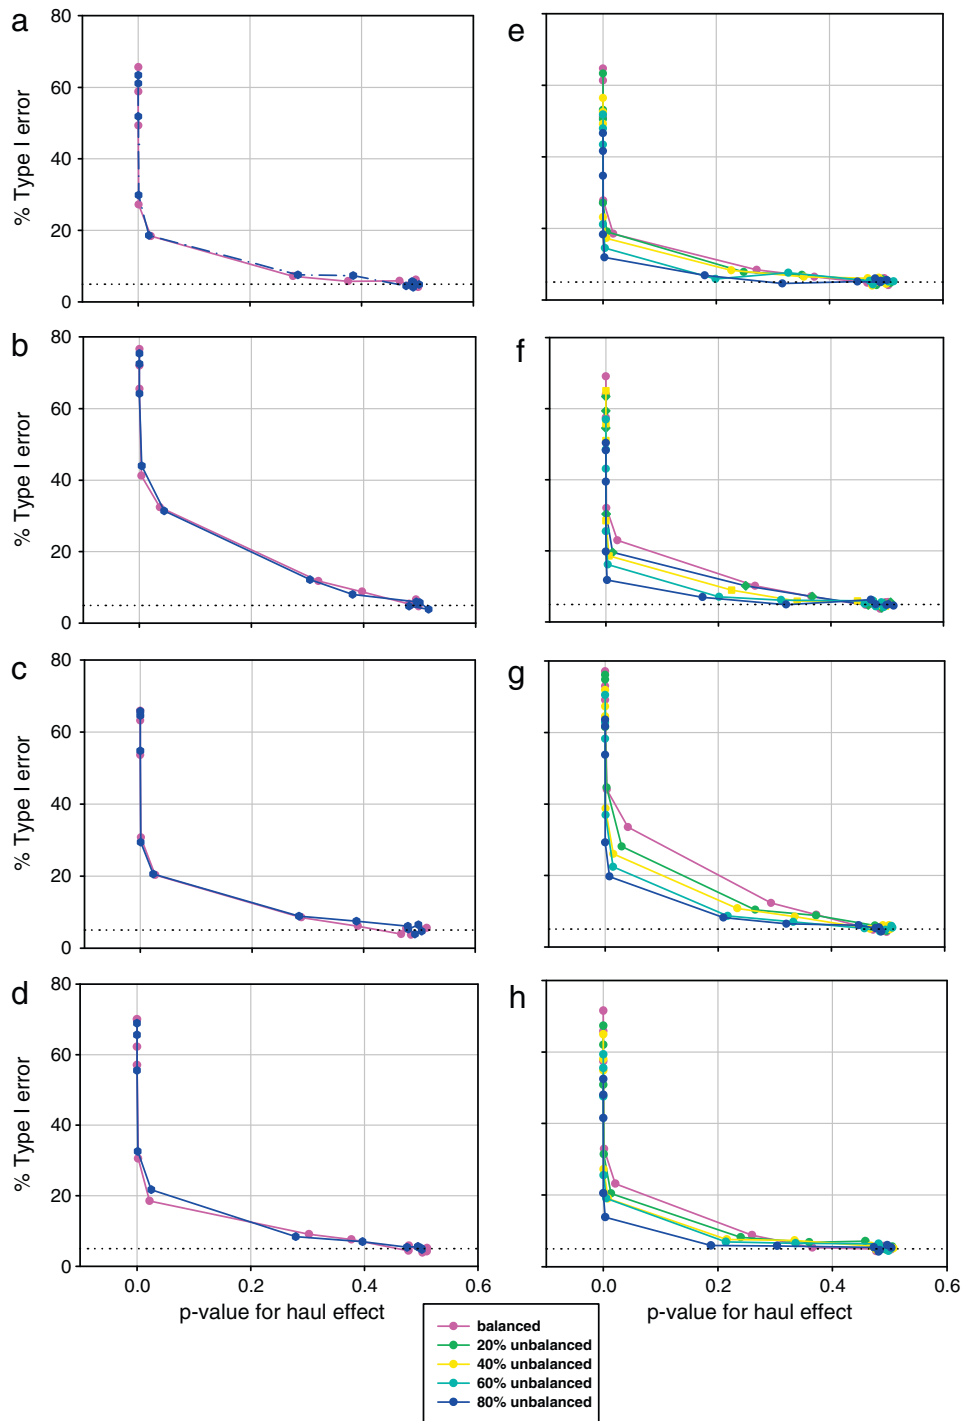 a
80
60
40
20
0
% Type I error
e
b
80
60
40
20
0
% Type I error
f
c
80
60
40
20
0
% Type I error
g
d
80
60
40
20
0
% Type I error
h
0.0 0.2 0.4 0.6
p-value for haul effect
0.0 0.2 0.4 0.6
p-value for haul effect
balanced
20% unbalanced
40% unbalanced
60% unbalanced
80% unbalanced